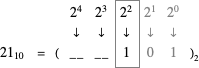 2⁴ 2³ 2² 2¹ 2⁰
↓ ↓ ↓ ↓ ↓
21₁₀ = ( __ __ 1 0 1 )₂